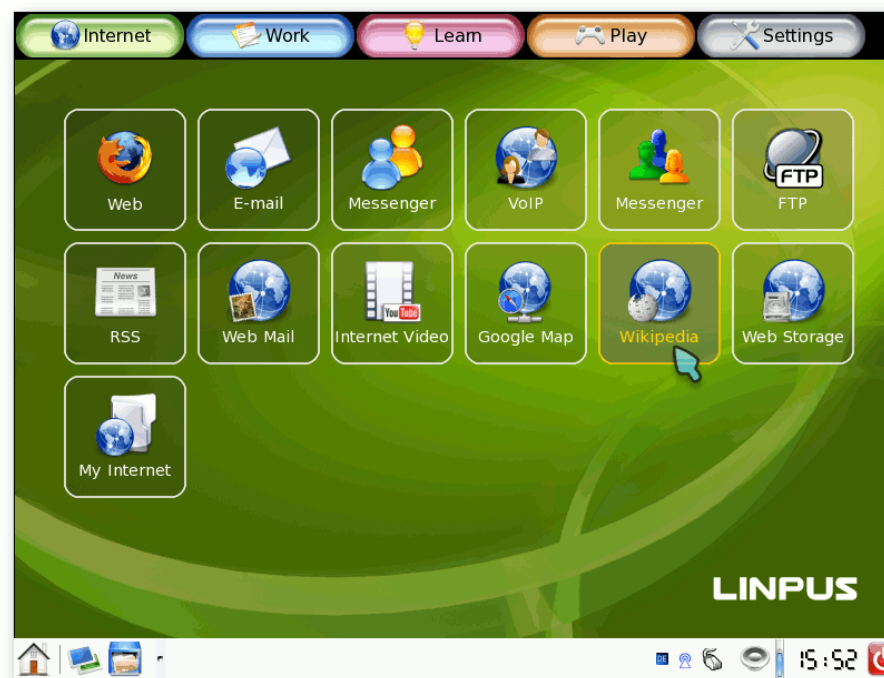 Internet Work Learn Play Settings
Web E-mail Messenger VoIP Messenger FTP
FTP
News
You Tube
RSS Web Mail Internet Video Google Map Wikipedia Web Storage
My Internet
LINPUS
DE 15:52